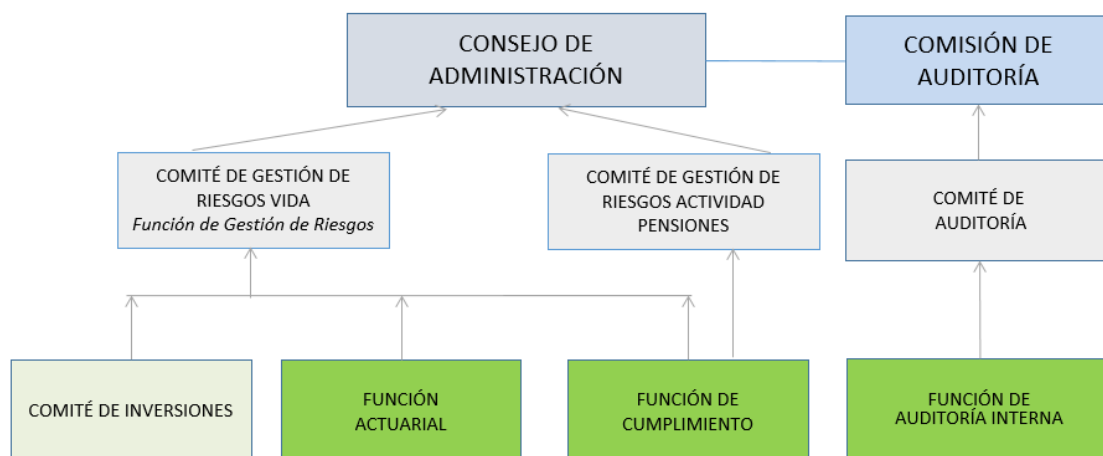 CONSEJO DE
ADMINISTRACIÓN
COMISIÓN DE
AUDITORÍA
COMITÉ DE GESTIÓN DE
RIESGOS VIDA
Función de Gestión de Riesgos
COMITÉ DE GESTIÓN DE
RIESGOS ACTIVIDAD
PENSIONES
COMITÉ DE
AUDITORÍA
COMITÉ DE INVERSIONES
FUNCIÓN
ACTUARIAL
FUNCIÓN DE
CUMPLIMIENTO
FUNCIÓN DE
AUDITORÍA INTERNA